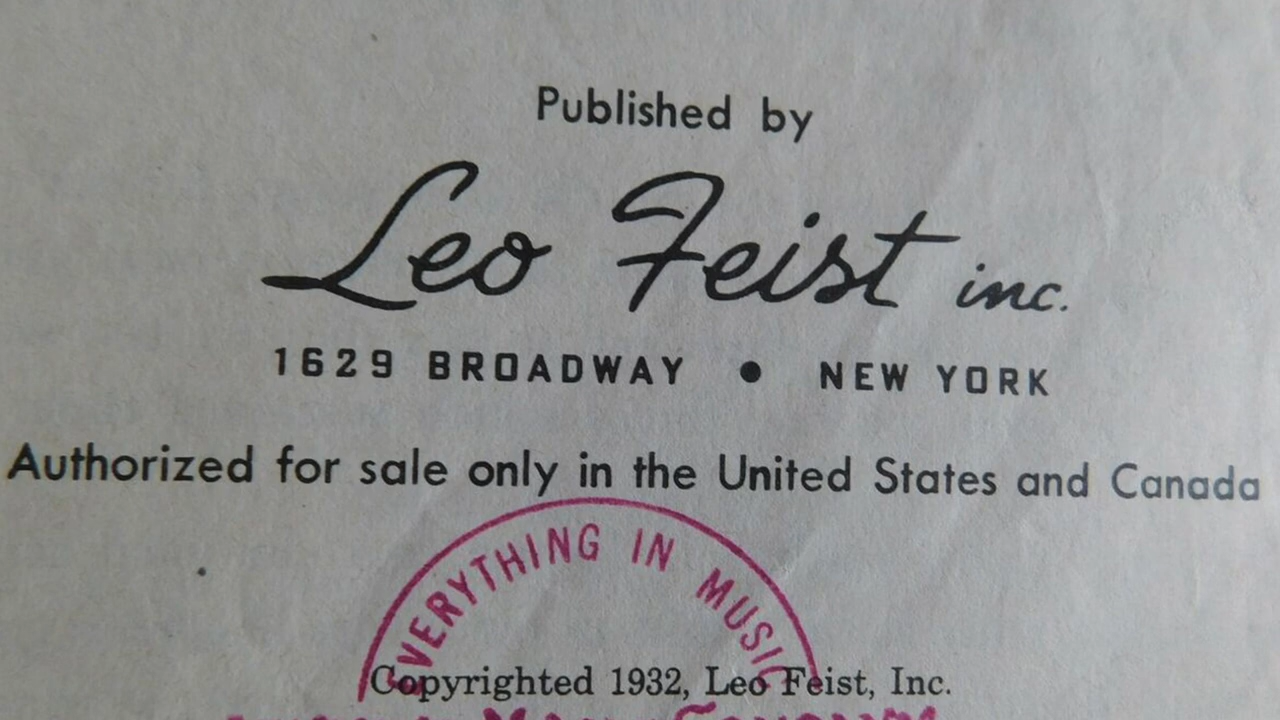 Published by
Leo Feist inc.
1629 BROADWAY • NEW YORK
Authorized for sale only in the United States and Canada
EVERYTHING IN MUSIC
Copyrighted 1932, Leo Feist, Inc.